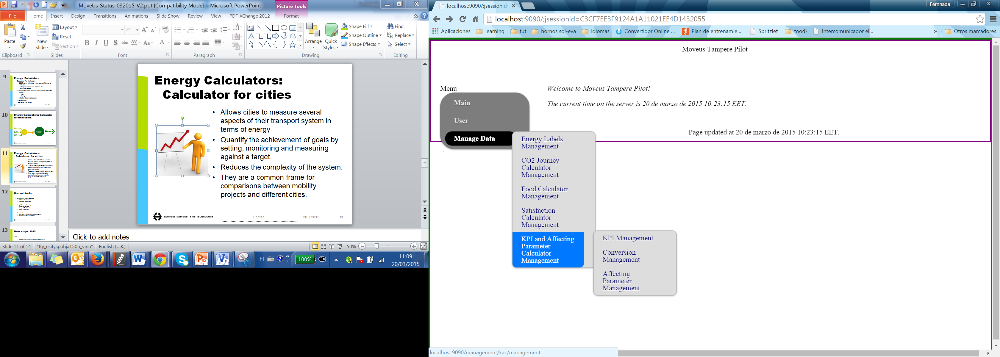 MoveUs_Status_032015_V2.ppt [Compatibility Mode] - Microsoft PowerPoint
Picture Tools
File Home Insert Design Transitions Animations Slide Show Review View PDF-XChange 2012 Format
Paste
New
Slide
Layout
Reset
Section
24
B I U S abc AV Aa A
Arrange
Quick
Styles
Shape Fill
Shape Outline
Shape Effects
Find
Replace
Select
Clipboard Slides Font Paragraph Drawing Editing
9
Energy Calculators
10
Energy Calculators: Calculator
for final users
11
Energy Calculators:
Calculator for cities
12
Current tasks
13
Next steps 2015
Energy Calculators:
Calculator for cities
• Allows cities to measure several
aspects of their transport system in
terms of energy
• Quantify the achievement of goals by
setting, monitoring and measuring
against a target.
• Reduces the complexity of the system.
• They are a common frame for
comparisons between mobility
projects and different cities.
TAMPERE UNIVERSITY OF TECHNOLOGY
Footer
20.3.2015
11
Click to add notes
Slide 11 of 14 "tty_esityspohja1505_vino" English (U.K.) 50%
FI 100% 11:09
20/03/2015
localhost:9090/;jsessionid
Fernnada
localhost:9090/;jsessionid=C3CF7EE3F9124A1A11021EE4D1432055
Aplicaciones learning tut hornos sol-eva idiomas Convertidor Online ... Plan de entrenamie... Spritzlet food} Intercomunicador el... » Otros marcadores
Moveus Tampere Pilot
Menu
Welcome to Moveus Tampere Pilot!
The current time on the server is 20 de marzo de 2015 10:23:15 EET.
Page updated at 20 de marzo de 2015 10:23:15 EET.
Main
User
Manage Data
.
Energy Labels
Management
CO2 Journey
Calculator
Management
Food Calculator
Management
Satisfaction
Calculator
Management
KPI and Affecting
Parameter
Calculator
Management
KPI Management
Conversion
Management
Affecting
Parameter
Management
localhost:9090/management/kac/management